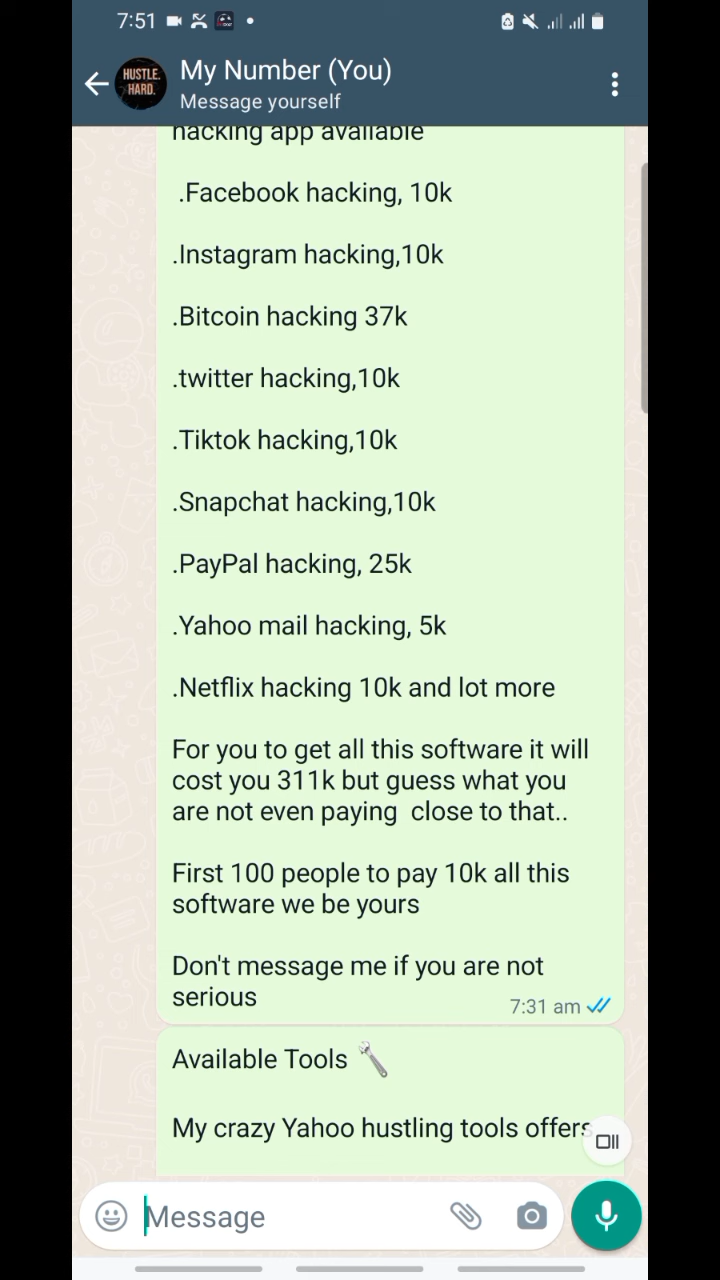 7:51
HUSTLE.
HARD.
My Number (You)
Message yourself
hacking app available
.Facebook hacking, 10k
.Instagram hacking,10k
.Bitcoin hacking 37k
.twitter hacking,10k
.Tiktok hacking,10k
.Snapchat hacking,10k
.PayPal hacking, 25k
.Yahoo mail hacking, 5k
.Netflix hacking 10k and lot more
For you to get all this software it will
cost you 311k but guess what you
are not even paying  close to that..
First 100 people to pay 10k all this
software we be yours
Don't message me if you are not
serious
7:31 am
Available Tools 🔧
My crazy Yahoo hustling tools offers
Message